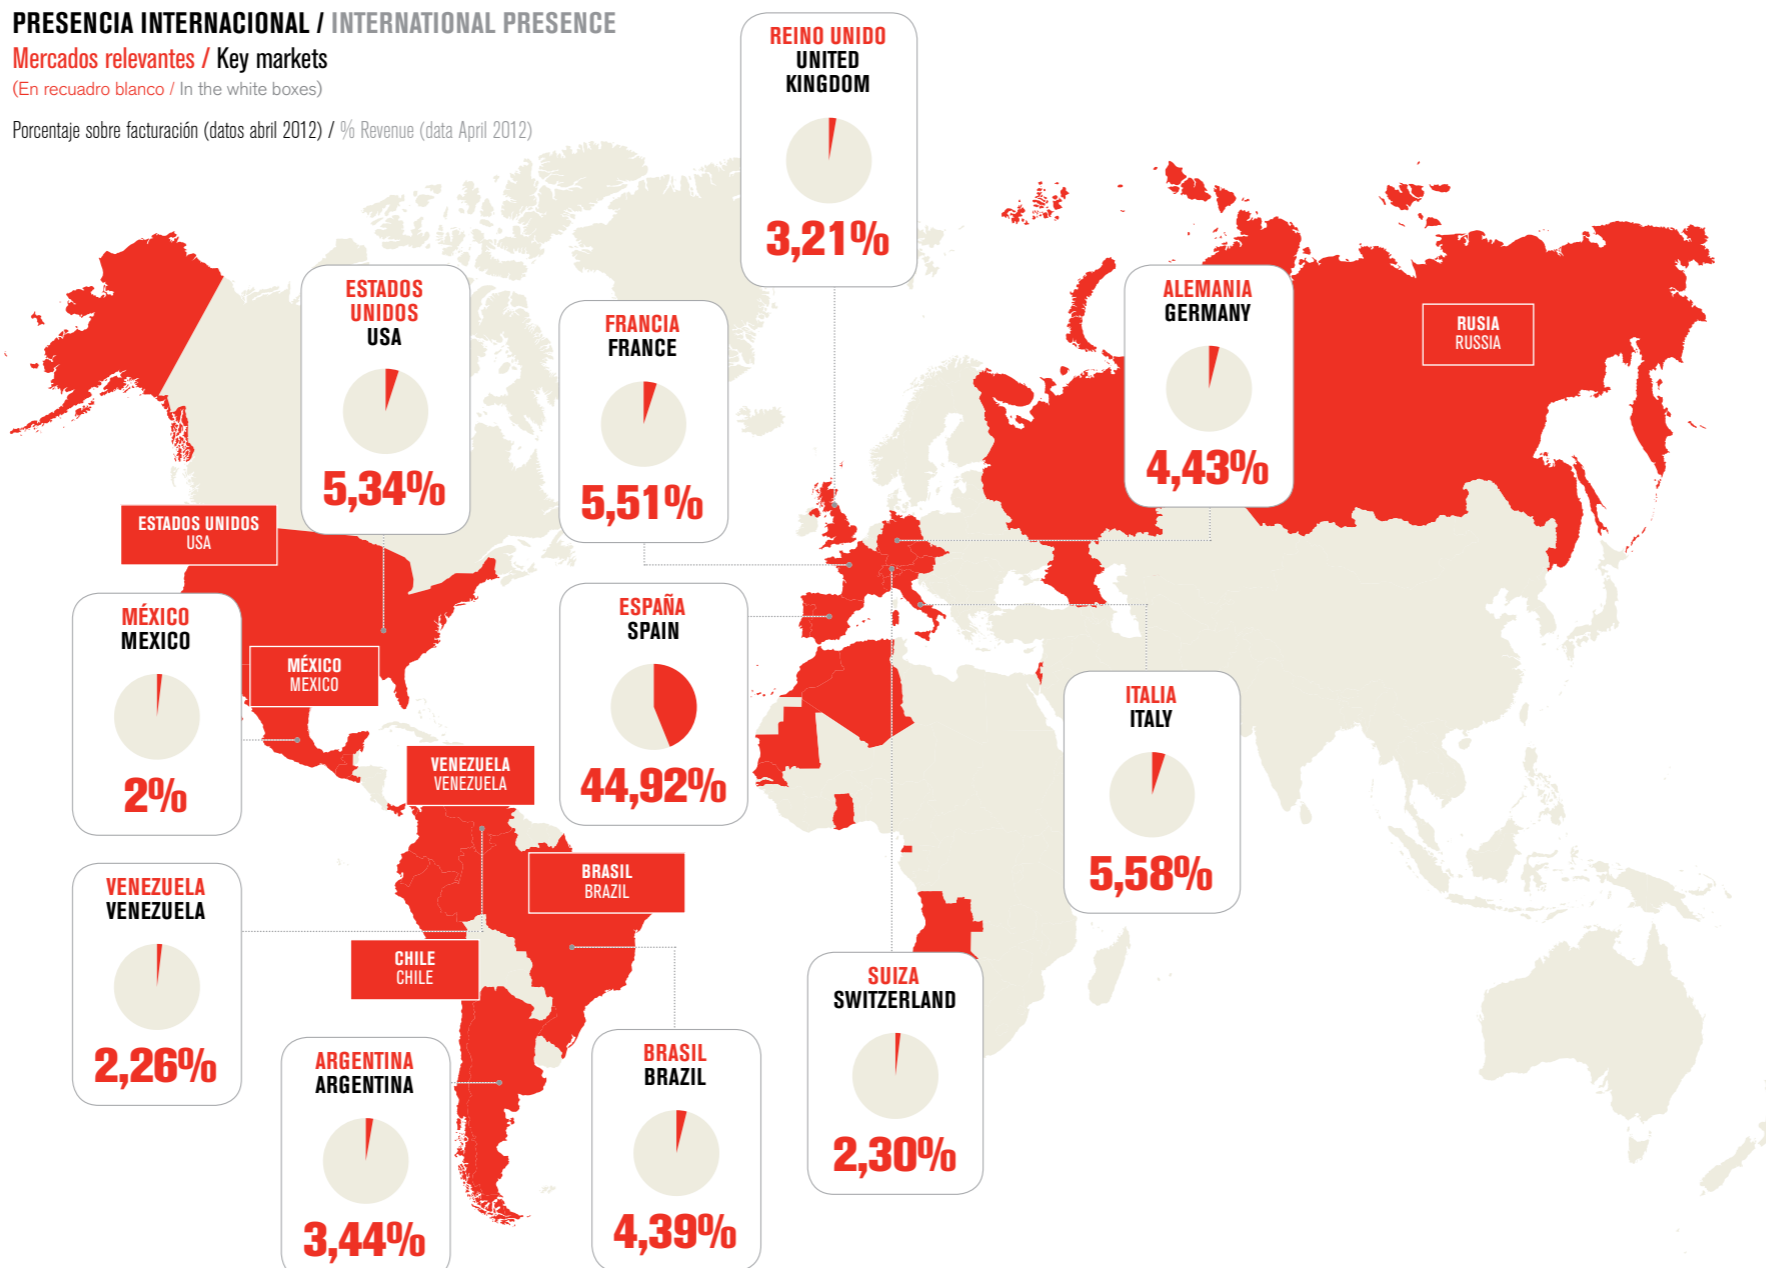 PRESENCIA INTERNACIONAL / INTERNATIONAL PRESENCE
Mercados relevantes / Key markets
(En recuadro blanco / In the white boxes)
Porcentaje sobre facturación (datos abril 2012) / % Revenue (data April 2012)
REINO UNIDO
UNITED
KINGDOM
3,21%
ESTADOS
UNIDOS
USA
5,34%
FRANCIA
FRANCE
5,51%
ALEMANIA
GERMANY
4,43%
RUSIA
RUSSIA
ESTADOS UNIDOS
USA
MÉXICO
MEXICO
2%
MÉXICO
MEXICO
ESPAÑA
SPAIN
44,92%
ITALIA
ITALY
5,58%
VENEZUELA
VENEZUELA
VENEZUELA
VENEZUELA
2,26%
BRASIL
BRAZIL
CHILE
CHILE
SUIZA
SWITZERLAND
2,30%
ARGENTINA
ARGENTINA
3,44%
BRASIL
BRAZIL
4,39%